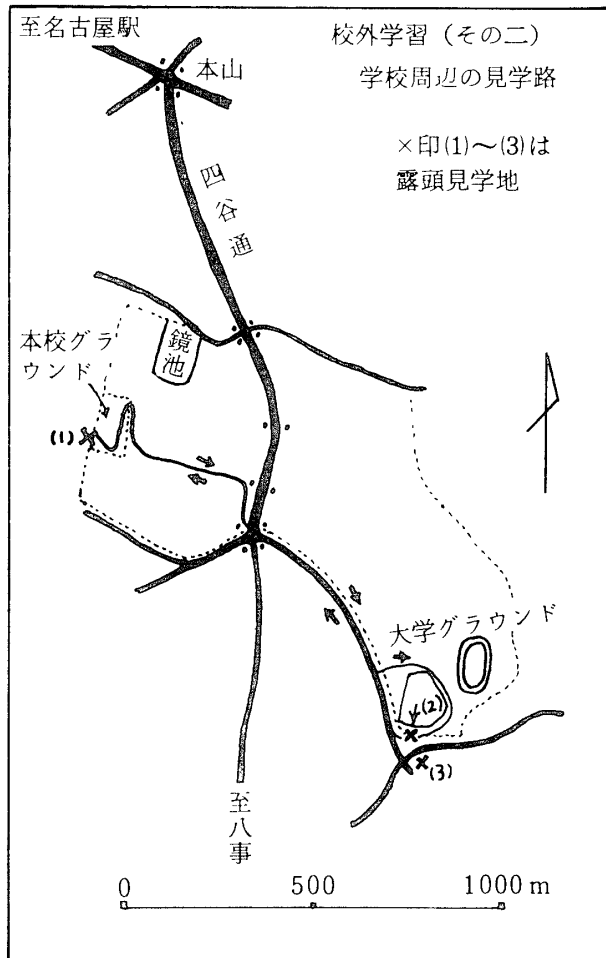 至名古屋駅
本山
校外学習（その二）
学校周辺の見学路
×印(1)～(3)は
露頭見学地
四谷通
鏡池
本校グラ
ウンド
(1)
大学グラウンド
(2)
(3)
至八事
0 500 1000m